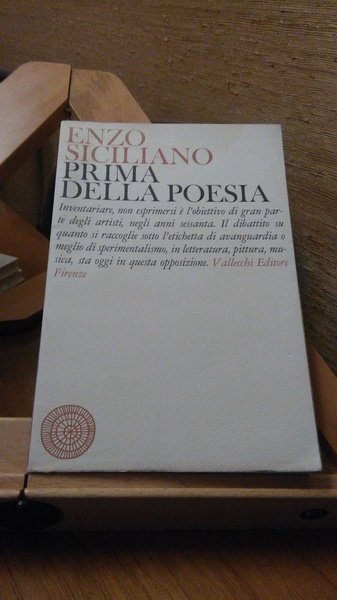 ENZO
SICILIANO
PRIMA
DELLA POESIA
Inventariare, non esprimersi è l'obiettivo di gran par-
te degli artisti, negli anni sessanta. Il dibattito su
quanto si raccoglie sotto l'etichetta di avanguardia o
meglio di sperimentalismo, in letteratura, pittura, mu-
sica, sta oggi in questa opposizione. Vallecchi Editore
Firenze